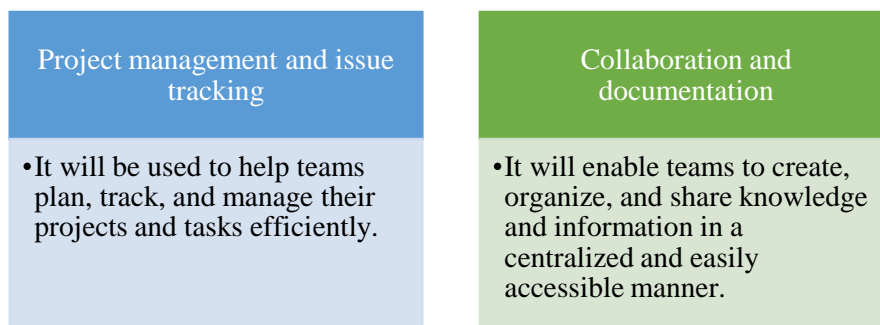 Project management and issue
tracking
•It will be used to help teams
plan, track, and manage their
projects and tasks efficiently.
Collaboration and
documentation
•It will enable teams to create,
organize, and share knowledge
and information in a
centralized and easily
accessible manner.